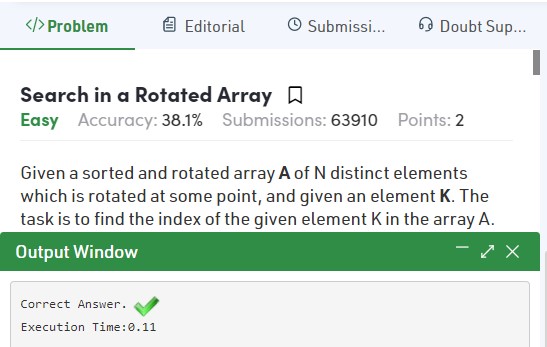 </> Problem Editorial Submissi... Doubt Sup...
Search in a Rotated Array
Easy Accuracy: 38.1% Submissions: 63910 Points: 2
Given a sorted and rotated array A of N distinct elements
which is rotated at some point, and given an element K. The
task is to find the index of the given element K in the array A.
Output Window
Correct Answer.
Execution Time:0.11